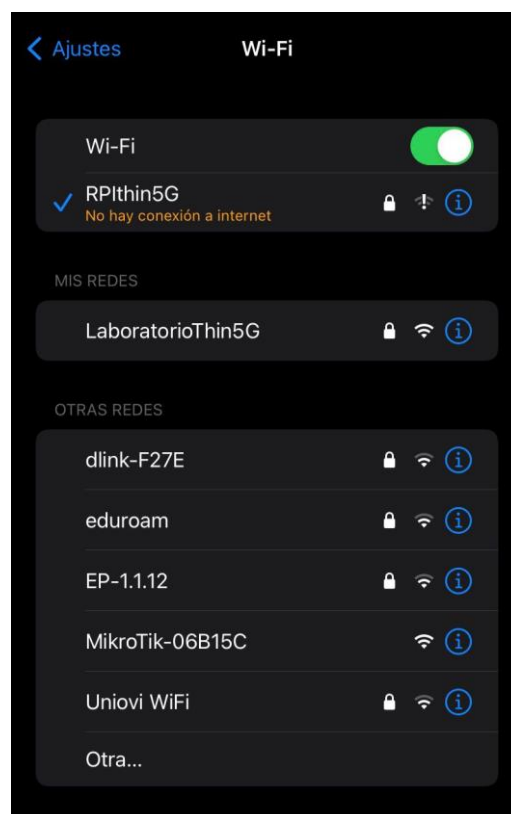 Ajustes
Wi-Fi
Wi-Fi
RPIthin5G
No hay conexión a internet
MIS REDES
LaboratorioThin5G
OTRAS REDES
dlink-F27E
eduroam
EP-1.1.12
MikroTik-06B15C
Uniovi WiFi
Otra...